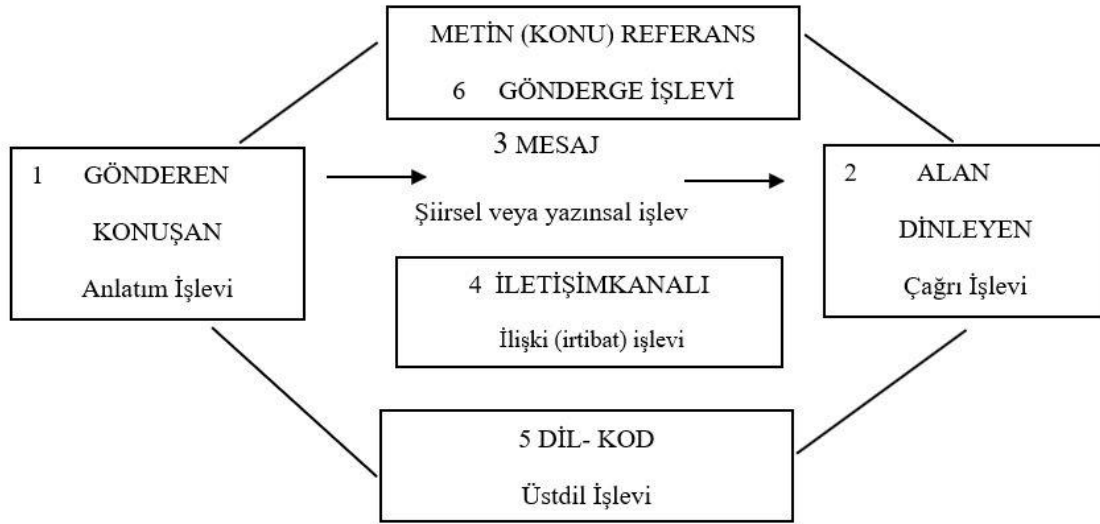 METİN (KONU) REFERANS
6 GÖNDERGE İŞLEVİ
3 MESAJ
Şiirsel veya yazınsal işlev
1 GÖNDEREN
KONUŞAN
Anlatım İşlevi
2 ALAN
DİNLEYEN
Çağrı İşlevi
4 İLETİŞİMKANALI
İlişki (irtibat) işlevi
5 DİL- KOD
Üstdil İşlevi